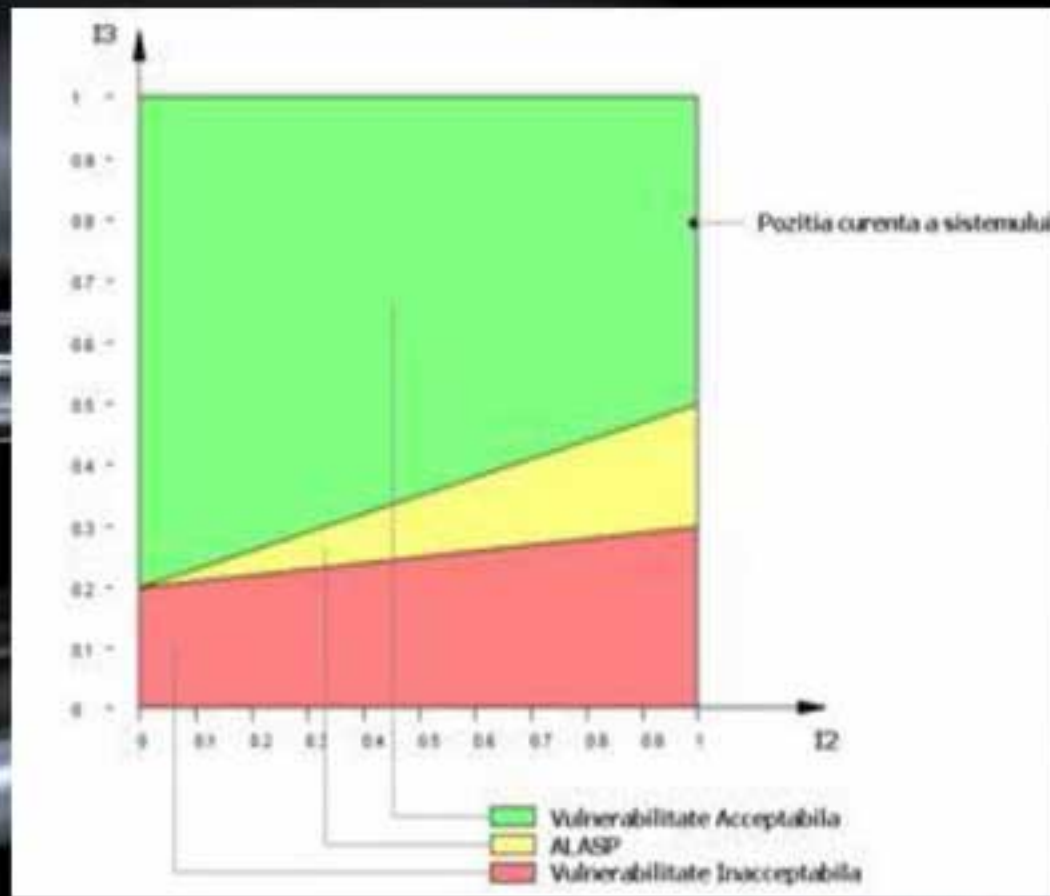 I3
1
0.9
0.8
0.7
0.6
0.5
0.4
0.3
0.2
0.1
0
Pozitia curenta a sistemului
0 0.1 0.2 0.3 0.4 0.5 0.6 0.7 0.8 0.9 1
I2
Vulnerabilitate Acceptabila
ALASP
Vulnerabilitate Inacceptabila